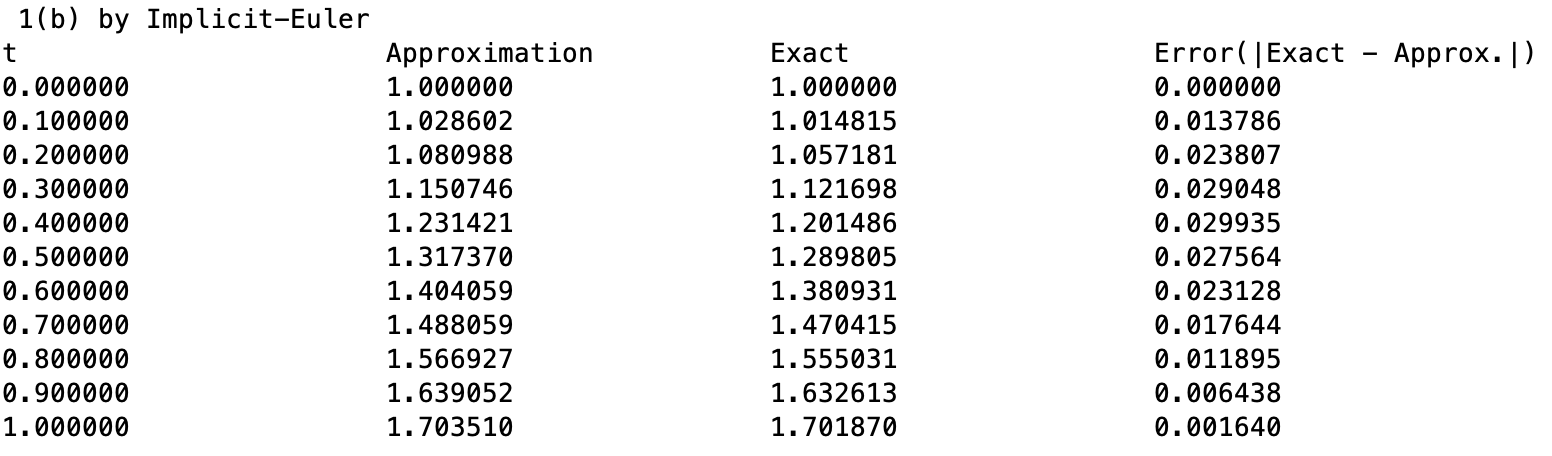 1(b) by Implicit-Euler
t Approximation Exact Error(|Exact - Approx.|)
0.000000 1.000000 1.000000 0.000000
0.100000 1.028602 1.014815 0.013786
0.200000 1.080988 1.057181 0.023807
0.300000 1.150746 1.121698 0.029048
0.400000 1.231421 1.201486 0.029935
0.500000 1.317370 1.289805 0.027564
0.600000 1.404059 1.380931 0.023128
0.700000 1.488059 1.470415 0.017644
0.800000 1.566927 1.555031 0.011895
0.900000 1.639052 1.632613 0.006438
1.000000 1.703510 1.701870 0.001640